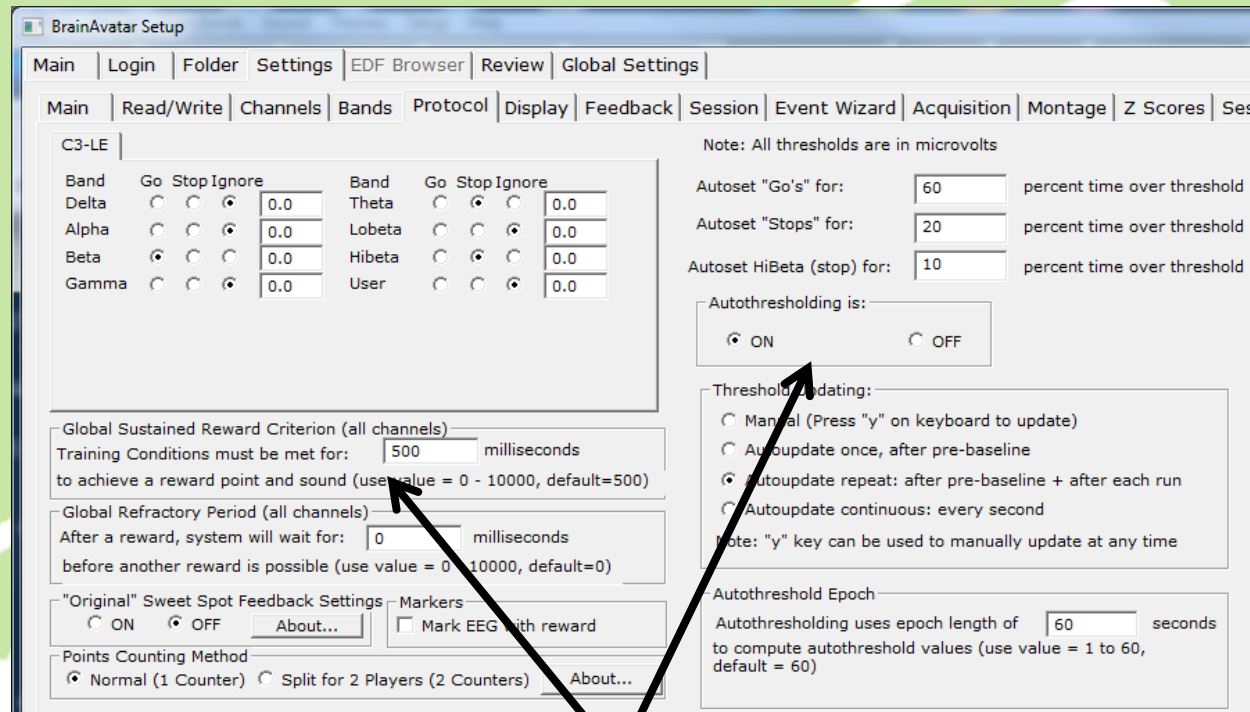 BrainAvatar Setup
Main Login Folder Settings EDF Browser Review Global Settings
Main Read/Write Channels Bands Protocol Display Feedback Session Event Wizard Acquisition Montage Z Scores Ses
C3-LE
Band Go Stop Ignore Band Go Stop Ignore
Delta 0.0 Theta 0.0
Alpha 0.0 Lobeta 0.0
Beta 0.0 Hibeta 0.0
Gamma 0.0 User 0.0
Global Sustained Reward Criterion (all channels)
Training Conditions must be met for: 500 milliseconds
to achieve a reward point and sound (use value = 0 - 10000, default=500)
Global Refractory Period (all channels)
After a reward, system will wait for: 0 milliseconds
before another reward is possible (use value = 0 - 10000, default=0)
"Original" Sweet Spot Feedback Settings
ON OFF About...
Markers
Mark EEG with reward
Points Counting Method
Normal (1 Counter) Split for 2 Players (2 Counters) About...
Note: All thresholds are in microvolts
Autoset "Go's" for: 60 percent time over threshold
Autoset "Stops" for: 20 percent time over threshold
Autoset HiBeta (stop) for: 10 percent time over threshold
Autothresholding is:
ON OFF
Threshold Updating:
Manual (Press "y" on keyboard to update)
Autoupdate once, after pre-baseline
Autoupdate repeat: after pre-baseline + after each run
Autoupdate continuous: every second
Note: "y" key can be used to manually update at any time
Autothreshold Epoch
Autothresholding uses epoch length of 60 seconds
to compute autothreshold values (use value = 1 to 60,
default = 60)